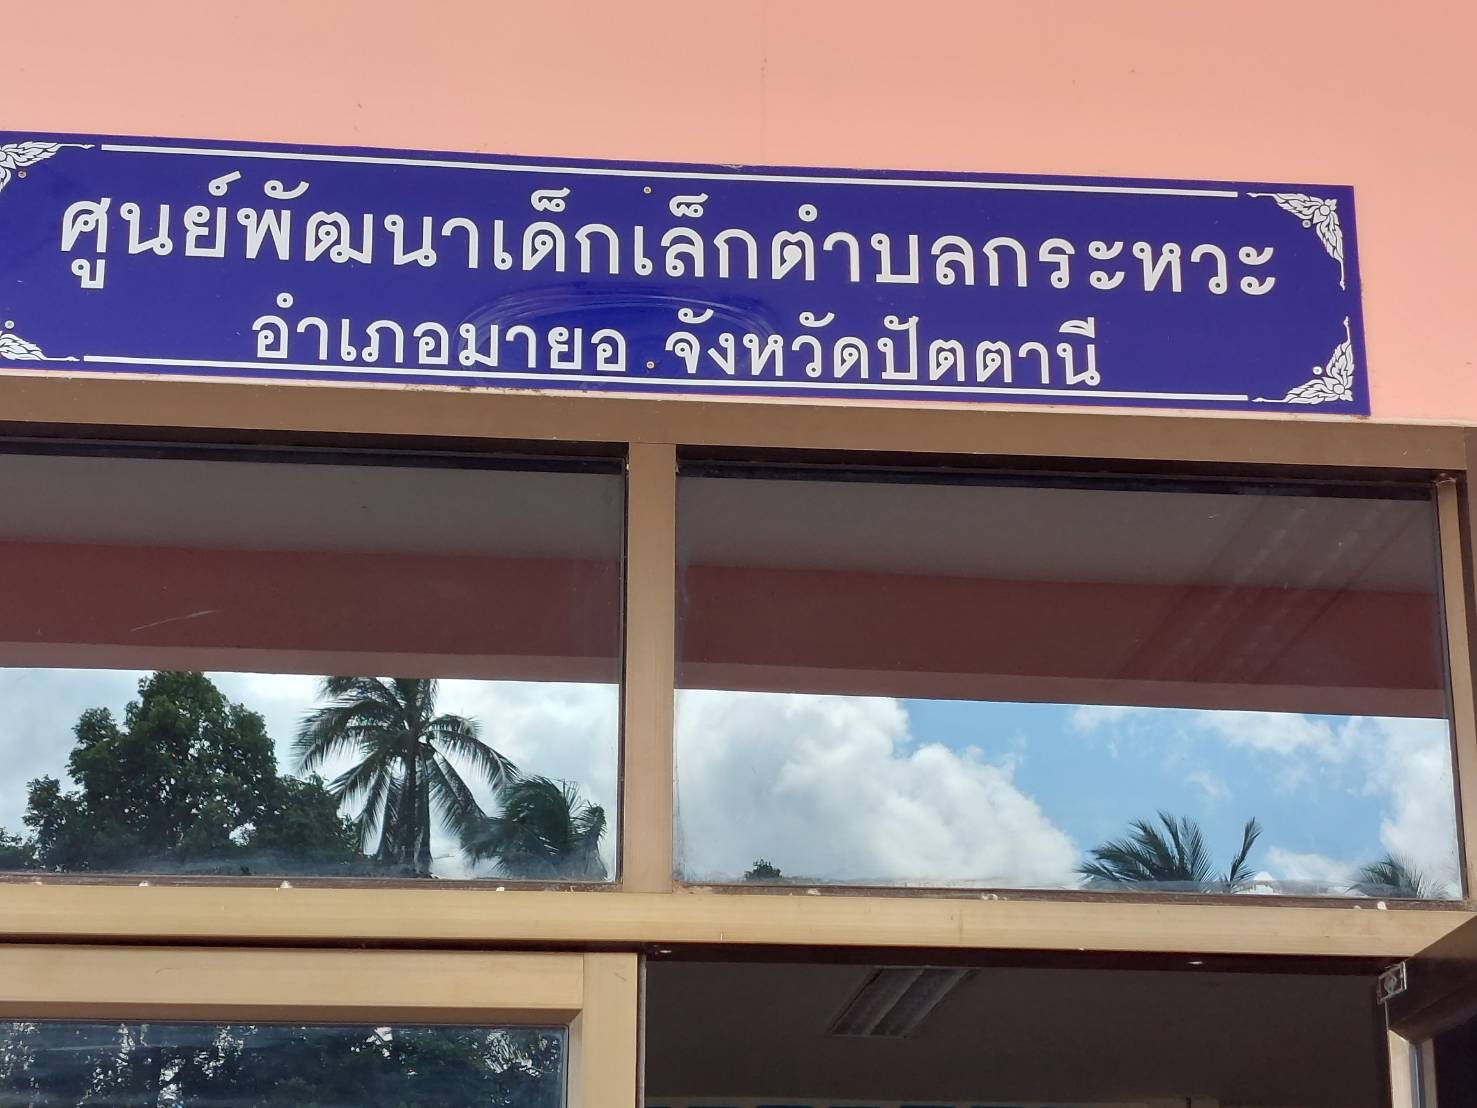 ศูนย์พัฒนาเด็กเล็กตำบลกระหวะ
อำเภอมายอ จังหวัดปัตตานี